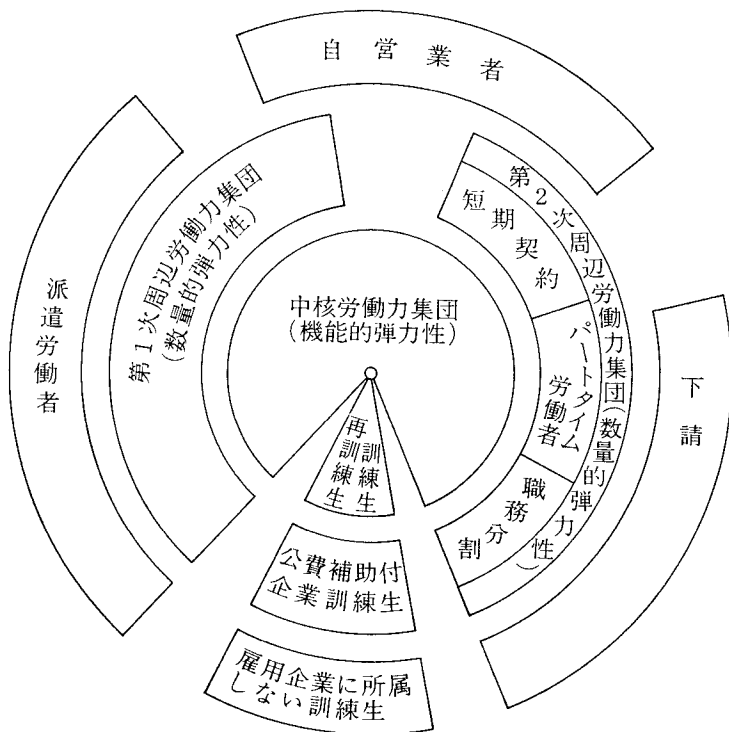 自営業者
派遣労働者
第1次周辺労働力集団
(数量的弾力性)
中核労働力集団
(機能的弾力性)
第2次周辺労働力集団(数量的弾力性)
短期契約
パートタイム
労働者
職務分割
下請
訓練生
再訓練生
公費補助付
企業訓練生
雇用企業に所属
しない訓練生